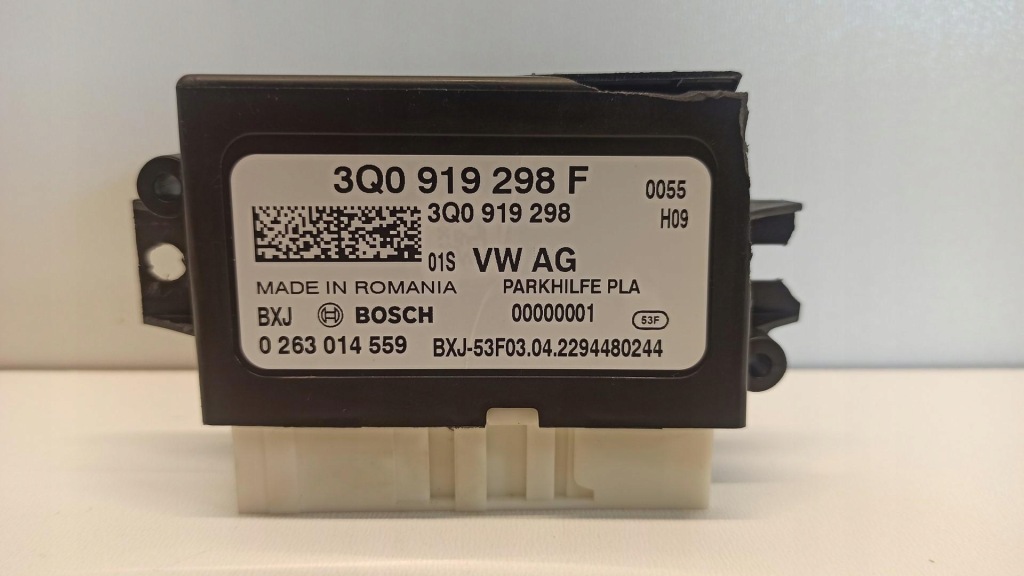 3Q0 919 298 F
0055
3Q0 919 298
H09
01S VW AG
MADE IN ROMANIA PARKHILFE PLA
BXJ BOSCH 00000001 53F
0 263 014 559 BXJ-53F03.04.2294480244